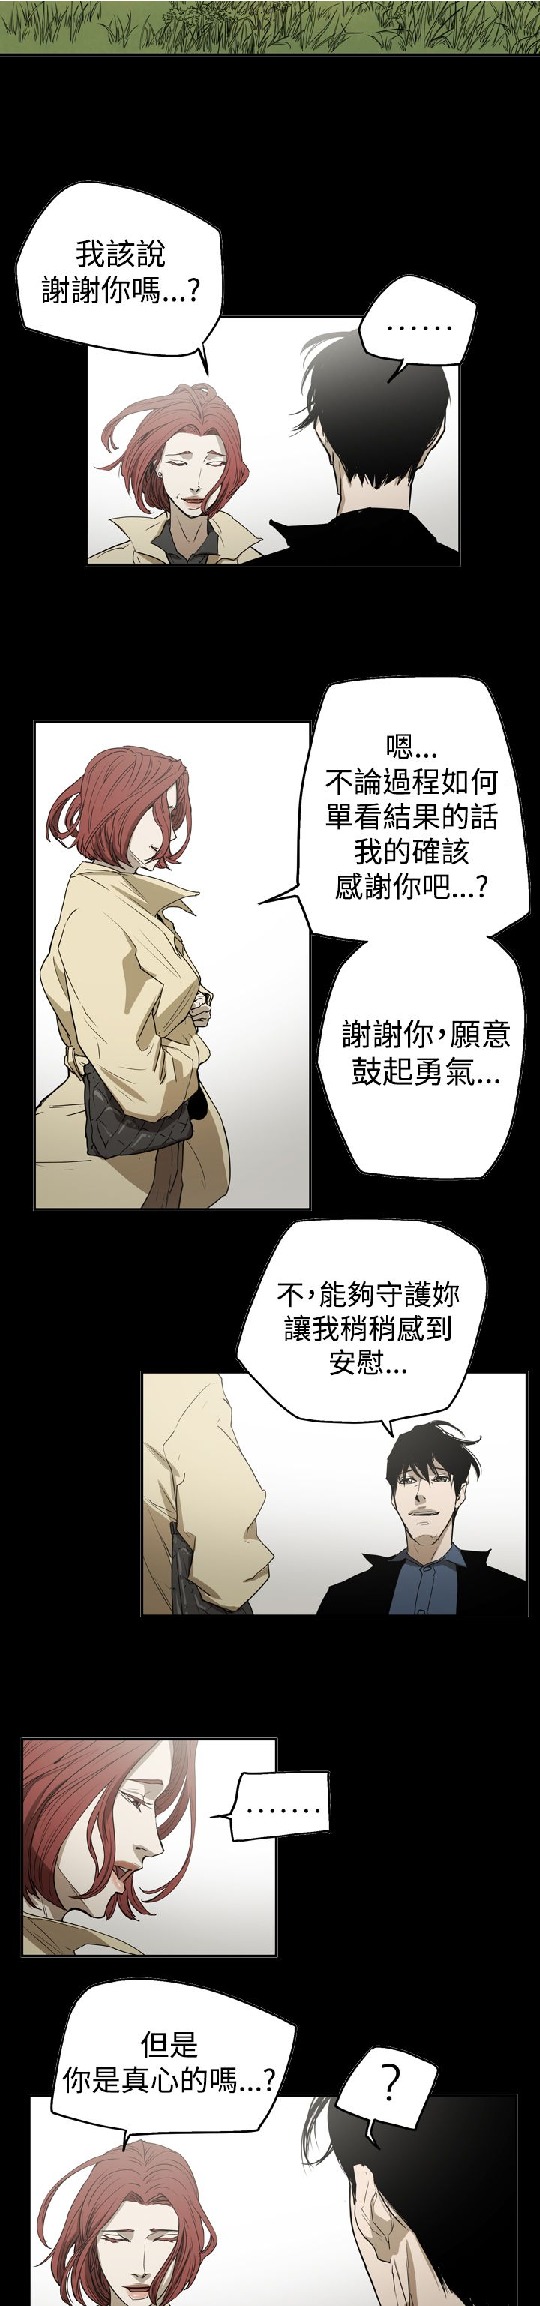 我該說
謝謝你嗎...?
......
嗯...
不論過程如何
單看結果的話
我的確該
感謝你吧...?
謝謝你，願意
鼓起勇氣...
不，能夠守護妳
讓我稍稍感到
安慰...
.......
但是
你是真心的嗎...?
?